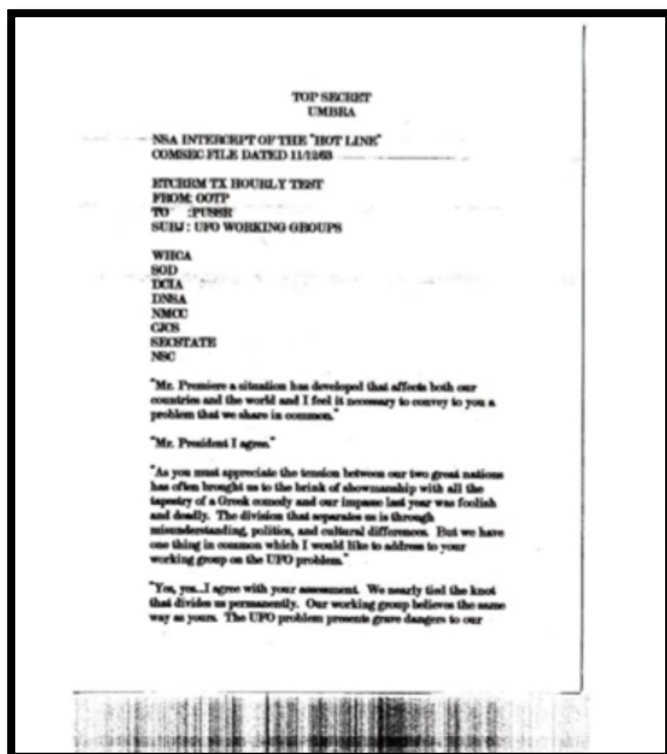 TOP SECRET
UMBRA
NSA INTERCEPT OF THE "HOT LINE"
COMSEC FILE DATED 11/12/63
ETCRRM TX HOURLY TEST
FROM: OOTP
TO :PUSSR
SUBJ : UFO WORKING GROUPS
WHCA
SOD
DCIA
DNSA
NMCC
CJCS
SECSTATE
NSC
"Mr. Premiere a situation has developed that affects both our
countries and the world and I feel it necessary to convey to you a
problem that we share in common."
"Mr. President I agree."
"As you must appreciate the tension between our two great nations
has often brought us to the brink of showmanship with all the
tapestry of a Greek comedy and our impasse last year was foolish
and deadly. The division that separates us is through
misunderstanding, politics, and cultural differences. But we have
one thing in common which I would like to address to your
working group on the UFO problem."
"Yes, yes...I agree with your assessment. We nearly tied the knot
that divides us permanently. Our working group believes the same
way as yours. The UFO problem presents grave dangers to our